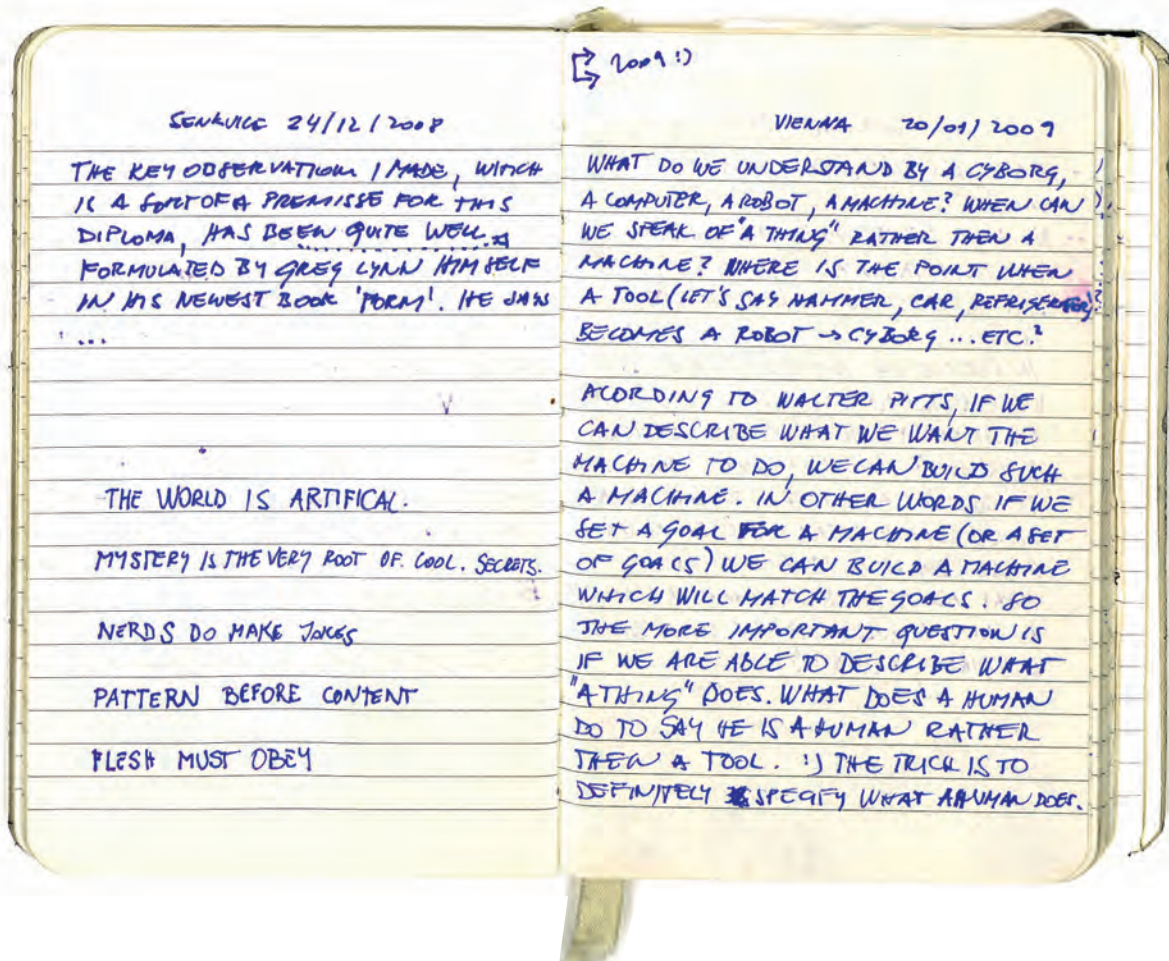 SENKVICE 24/12/2008
THE KEY OBSERVATION I MADE, WHICH
IS A SORT OF A PREMISSE FOR THIS
DIPLOMA, HAS BEEN QUITE WELL
FORMULATED BY GREG LYNN HIMSELF
IN HIS NEWEST BOOK 'FORM'. HE SAYS
...
THE WORLD IS ARTIFICAL.
MYSTERY IS THE VERY ROOT OF COOL. SECRETS.
NERDS DO MAKE JOKES
PATTERN BEFORE CONTENT
FLESH MUST OBEY
2009 :)
VIENNA 20/01/2009
WHAT DO WE UNDERSTAND BY A CYBORG,
A COMPUTER, A ROBOT, A MACHINE? WHEN CAN
WE SPEAK OF "A THING" RATHER THEN A
MACHINE? WHERE IS THE POINT WHEN
A TOOL (LET'S SAY HAMMER, CAR, REFRIGERATOR)
BECOMES A ROBOT → CYBORG ... ETC.?
ACORDING TO WALTER PITTS, IF WE
CAN DESCRIBE WHAT WE WANT THE
MACHINE TO DO, WE CAN BUILD SUCH
A MACHINE. IN OTHER WORDS IF WE
SET A GOAL FOR A MACHINE (OR A SET
OF GOALS) WE CAN BUILD A MACHINE
WHICH WILL MATCH THE GOALS. SO
THE MORE IMPORTANT QUESTION IS
IF WE ARE ABLE TO DESCRIBE WHAT
"A THING" DOES. WHAT DOES A HUMAN
DO TO SAY HE IS A HUMAN RATHER
THEN A TOOL. :) THE TRICK IS TO
DEFINITELY SPECIFY WHAT A HUMAN DOES.